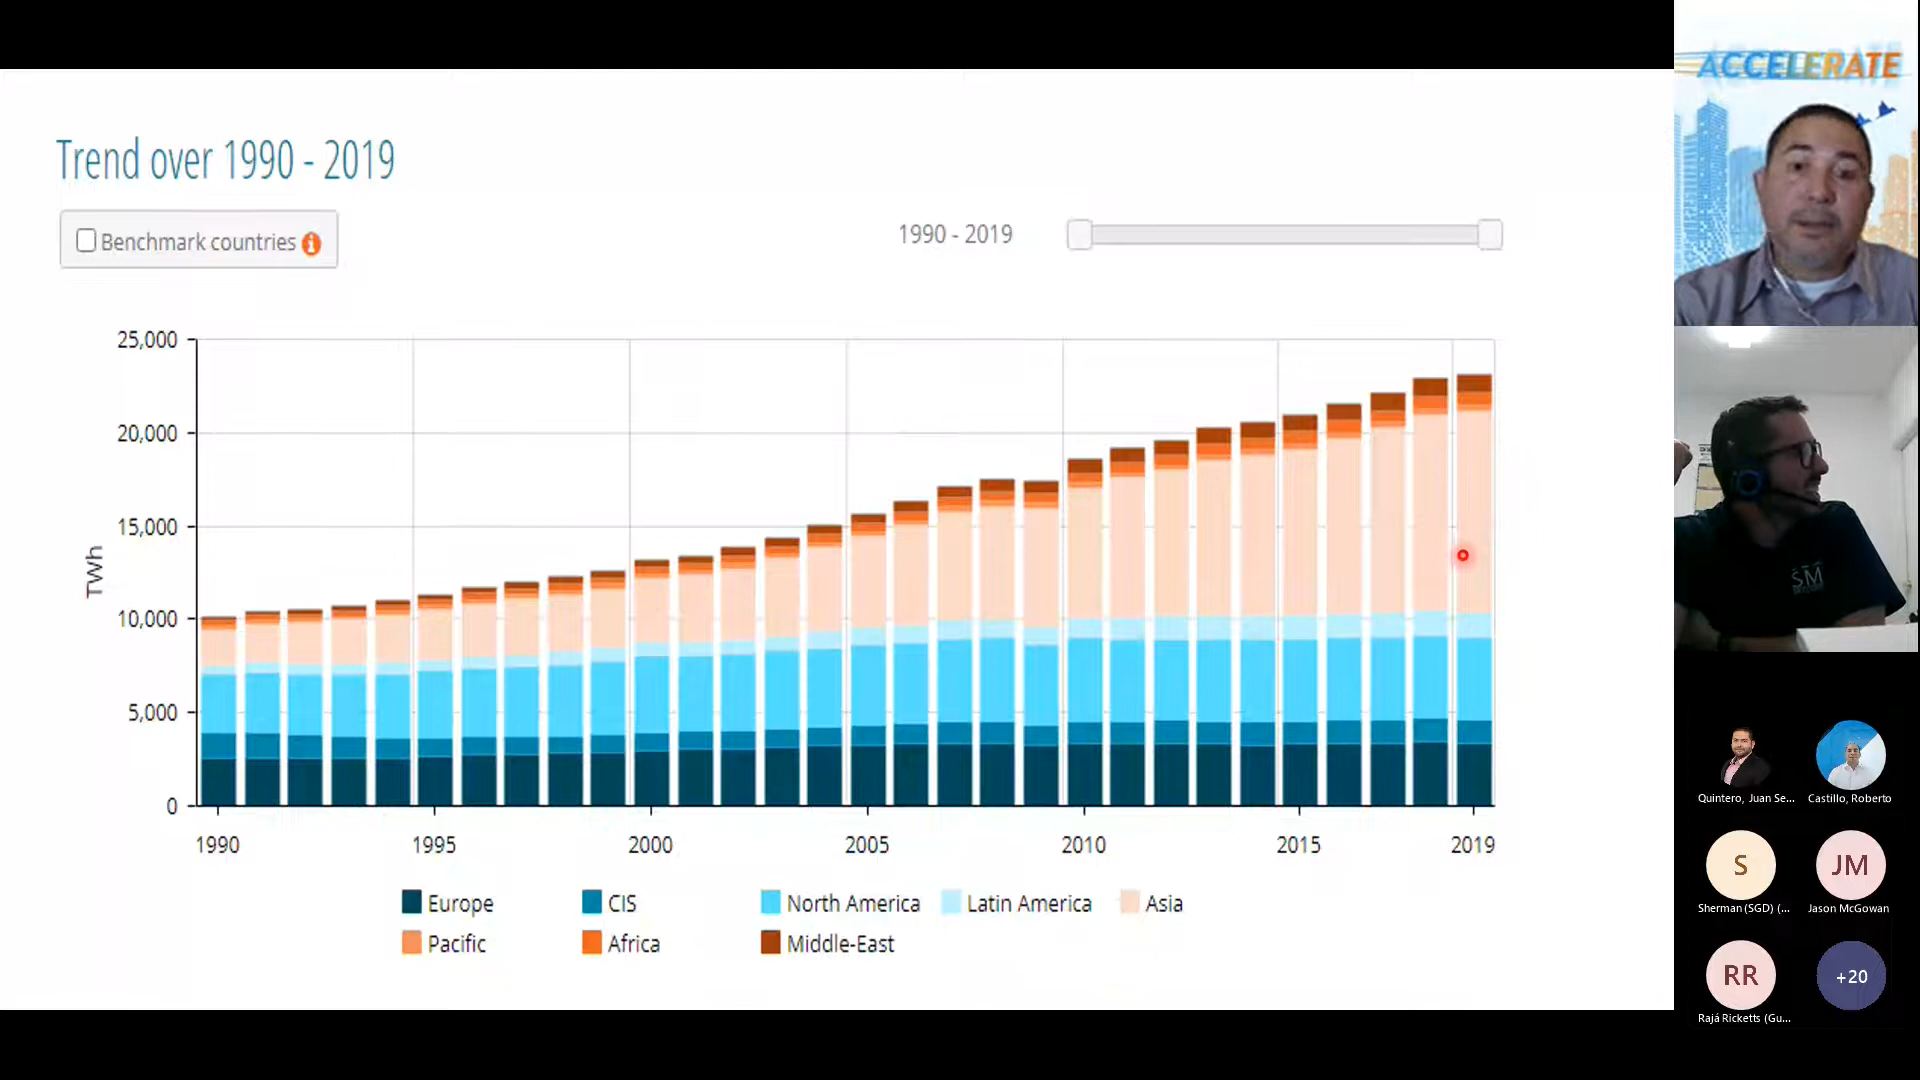 ACCELERATE
Trend over 1990 - 2019
Benchmark countries
1990 - 2019
25,000
20,000
15,000
10,000
5,000
0
TWh
1990 1995 2000 2005 2010 2015 2019
Europe CIS North America Latin America Asia
Pacific Africa Middle-East
SM
Quintero, Juan Se... Castillo, Roberto
S JM
Sherman (SGD) (... Jason McGowan
RR +20
Rajá Ricketts (Gu...